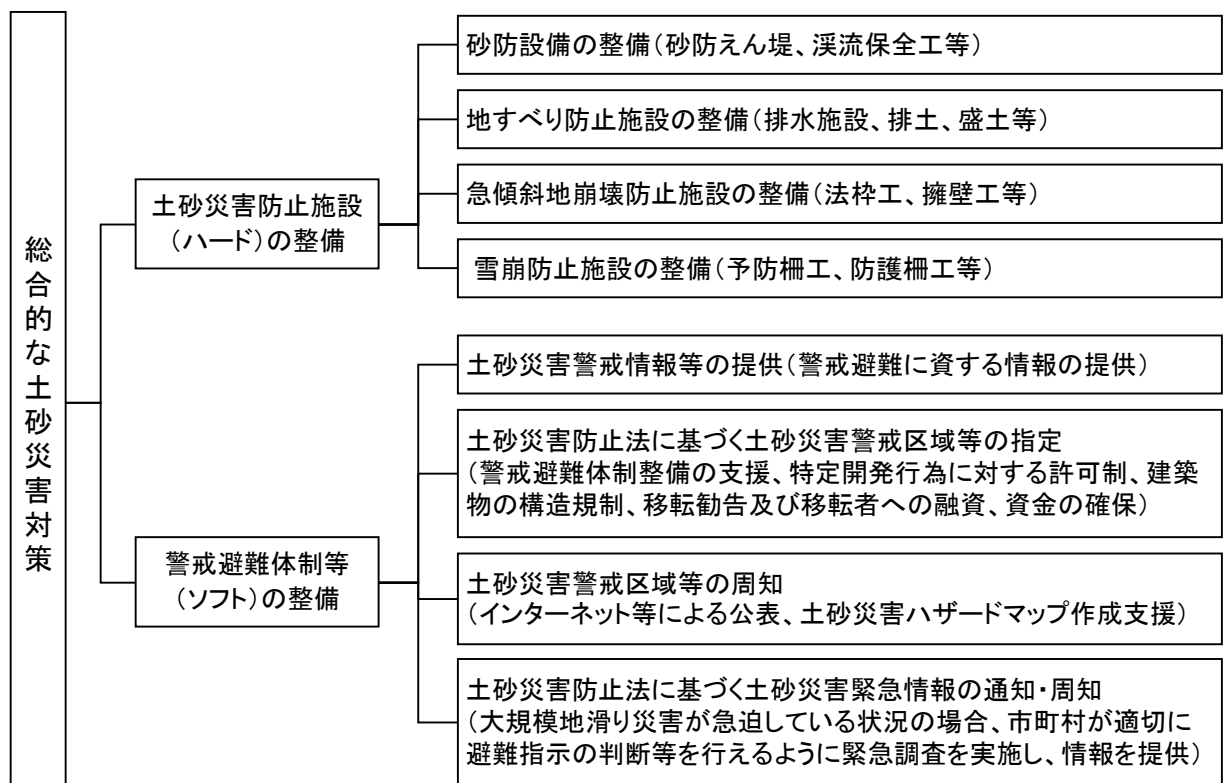 総合的な土砂災害対策
土砂災害防止施設
(ハード)の整備
砂防設備の整備(砂防えん堤、渓流保全工等)
地すべり防止施設の整備(排水施設、排土、盛土等)
急傾斜地崩壊防止施設の整備(法枠工、擁壁工等)
雪崩防止施設の整備(予防柵工、防護柵工等)
警戒避難体制等
(ソフト)の整備
土砂災害警戒情報等の提供(警戒避難に資する情報の提供)
土砂災害防止法に基づく土砂災害警戒区域等の指定
(警戒避難体制整備の支援、特定開発行為に対する許可制、建築
物の構造規制、移転勧告及び移転者への融資、資金の確保)
土砂災害警戒区域等の周知
(インターネット等による公表、土砂災害ハザードマップ作成支援)
土砂災害防止法に基づく土砂災害緊急情報の通知・周知
(大規模地滑り災害が急迫している状況の場合、市町村が適切に
避難指示の判断等を行えるように緊急調査を実施し、情報を提供)